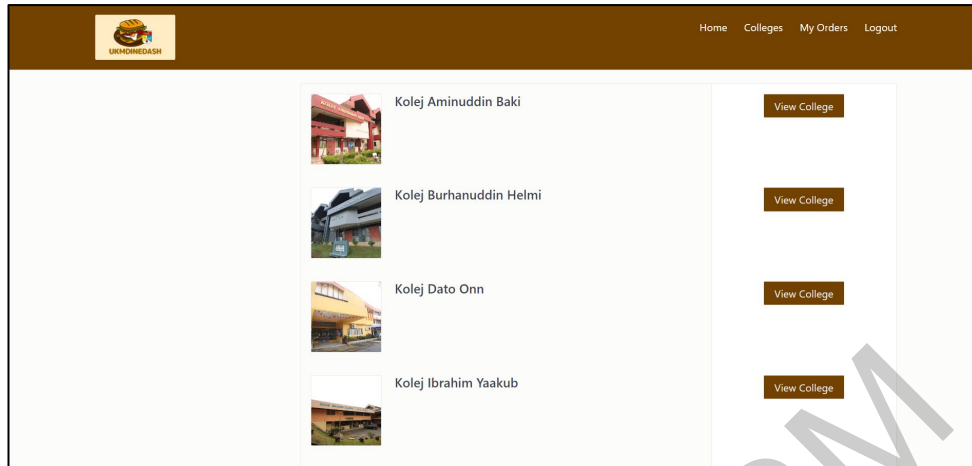 UKMDINEDASH
Home Colleges My Orders Logout
Kolej Aminuddin Baki
View College
Kolej Burhanuddin Helmi
View College
Kolej Dato Onn
View College
Kolej Ibrahim Yaakub
View College